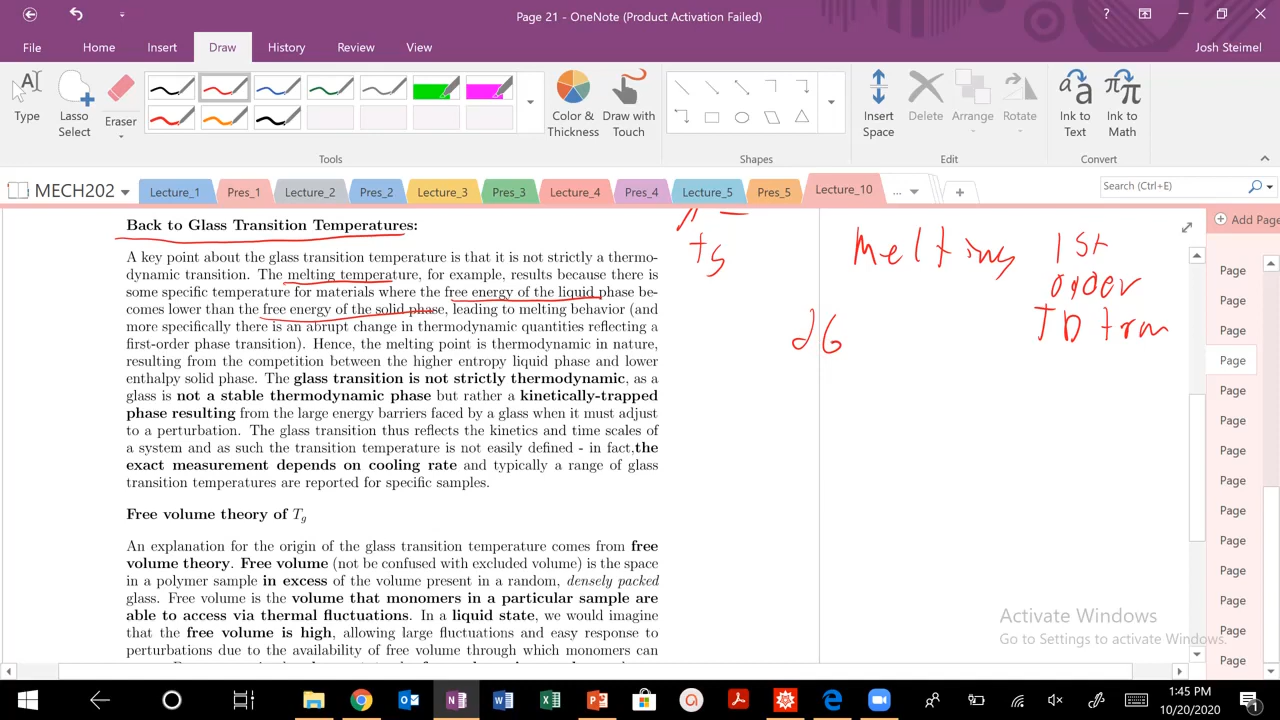 Page 21 - OneNote (Product Activation Failed)
?
File Home Insert Draw History Review View Josh Steimel
Type Lasso Select Eraser Color & Thickness Draw with Touch Insert Space Delete Arrange Rotate Ink to Text Ink to Math
Tools Shapes Edit Convert
MECH202 Lecture_1 Pres_1 Lecture_2 Pres_2 Lecture_3 Pres_3 Lecture_4 Pres_4 Lecture_5 Pres_5 Lecture_10 ... Search (Ctrl+E)
Add Page
Back to Glass Transition Temperatures:
A key point about the glass transition temperature is that it is not strictly a thermo-
dynamic transition. The melting temperature, for example, results because there is
some specific temperature for materials where the free energy of the liquid phase be-
comes lower than the free energy of the solid phase, leading to melting behavior (and
more specifically there is an abrupt change in thermodynamic quantities reflecting a
first-order phase transition). Hence, the melting point is thermodynamic in nature,
resulting from the competition between the higher entropy liquid phase and lower
enthalpy solid phase. The glass transition is not strictly thermodynamic, as a
glass is not a stable thermodynamic phase but rather a kinetically-trapped
phase resulting from the large energy barriers faced by a glass when it must adjust
to a perturbation. The glass transition thus reflects the kinetics and time scales of
a system and as such the transition temperature is not easily defined - in fact,the
exact measurement depends on cooling rate and typically a range of glass
transition temperatures are reported for specific samples.
Free volume theory of Tg
An explanation for the origin of the glass transition temperature comes from free
volume theory. Free volume (not be confused with excluded volume) is the space
in a polymer sample in excess of the volume present in a random, densely packed
glass. Free volume is the volume that monomers in a particular sample are
able to access via thermal fluctuations. In a liquid state, we would imagine
that the free volume is high, allowing large fluctuations and easy response to
perturbations due to the availability of free volume through which monomers can
melting 1st
order
TD tran
dG
Page
Page
Page
Page
Page
Page
Page
Page
Page
Page
Page
Page
Page
Page
Activate Windows
Go to Settings to activate Windows.
1:45 PM
10/20/2020